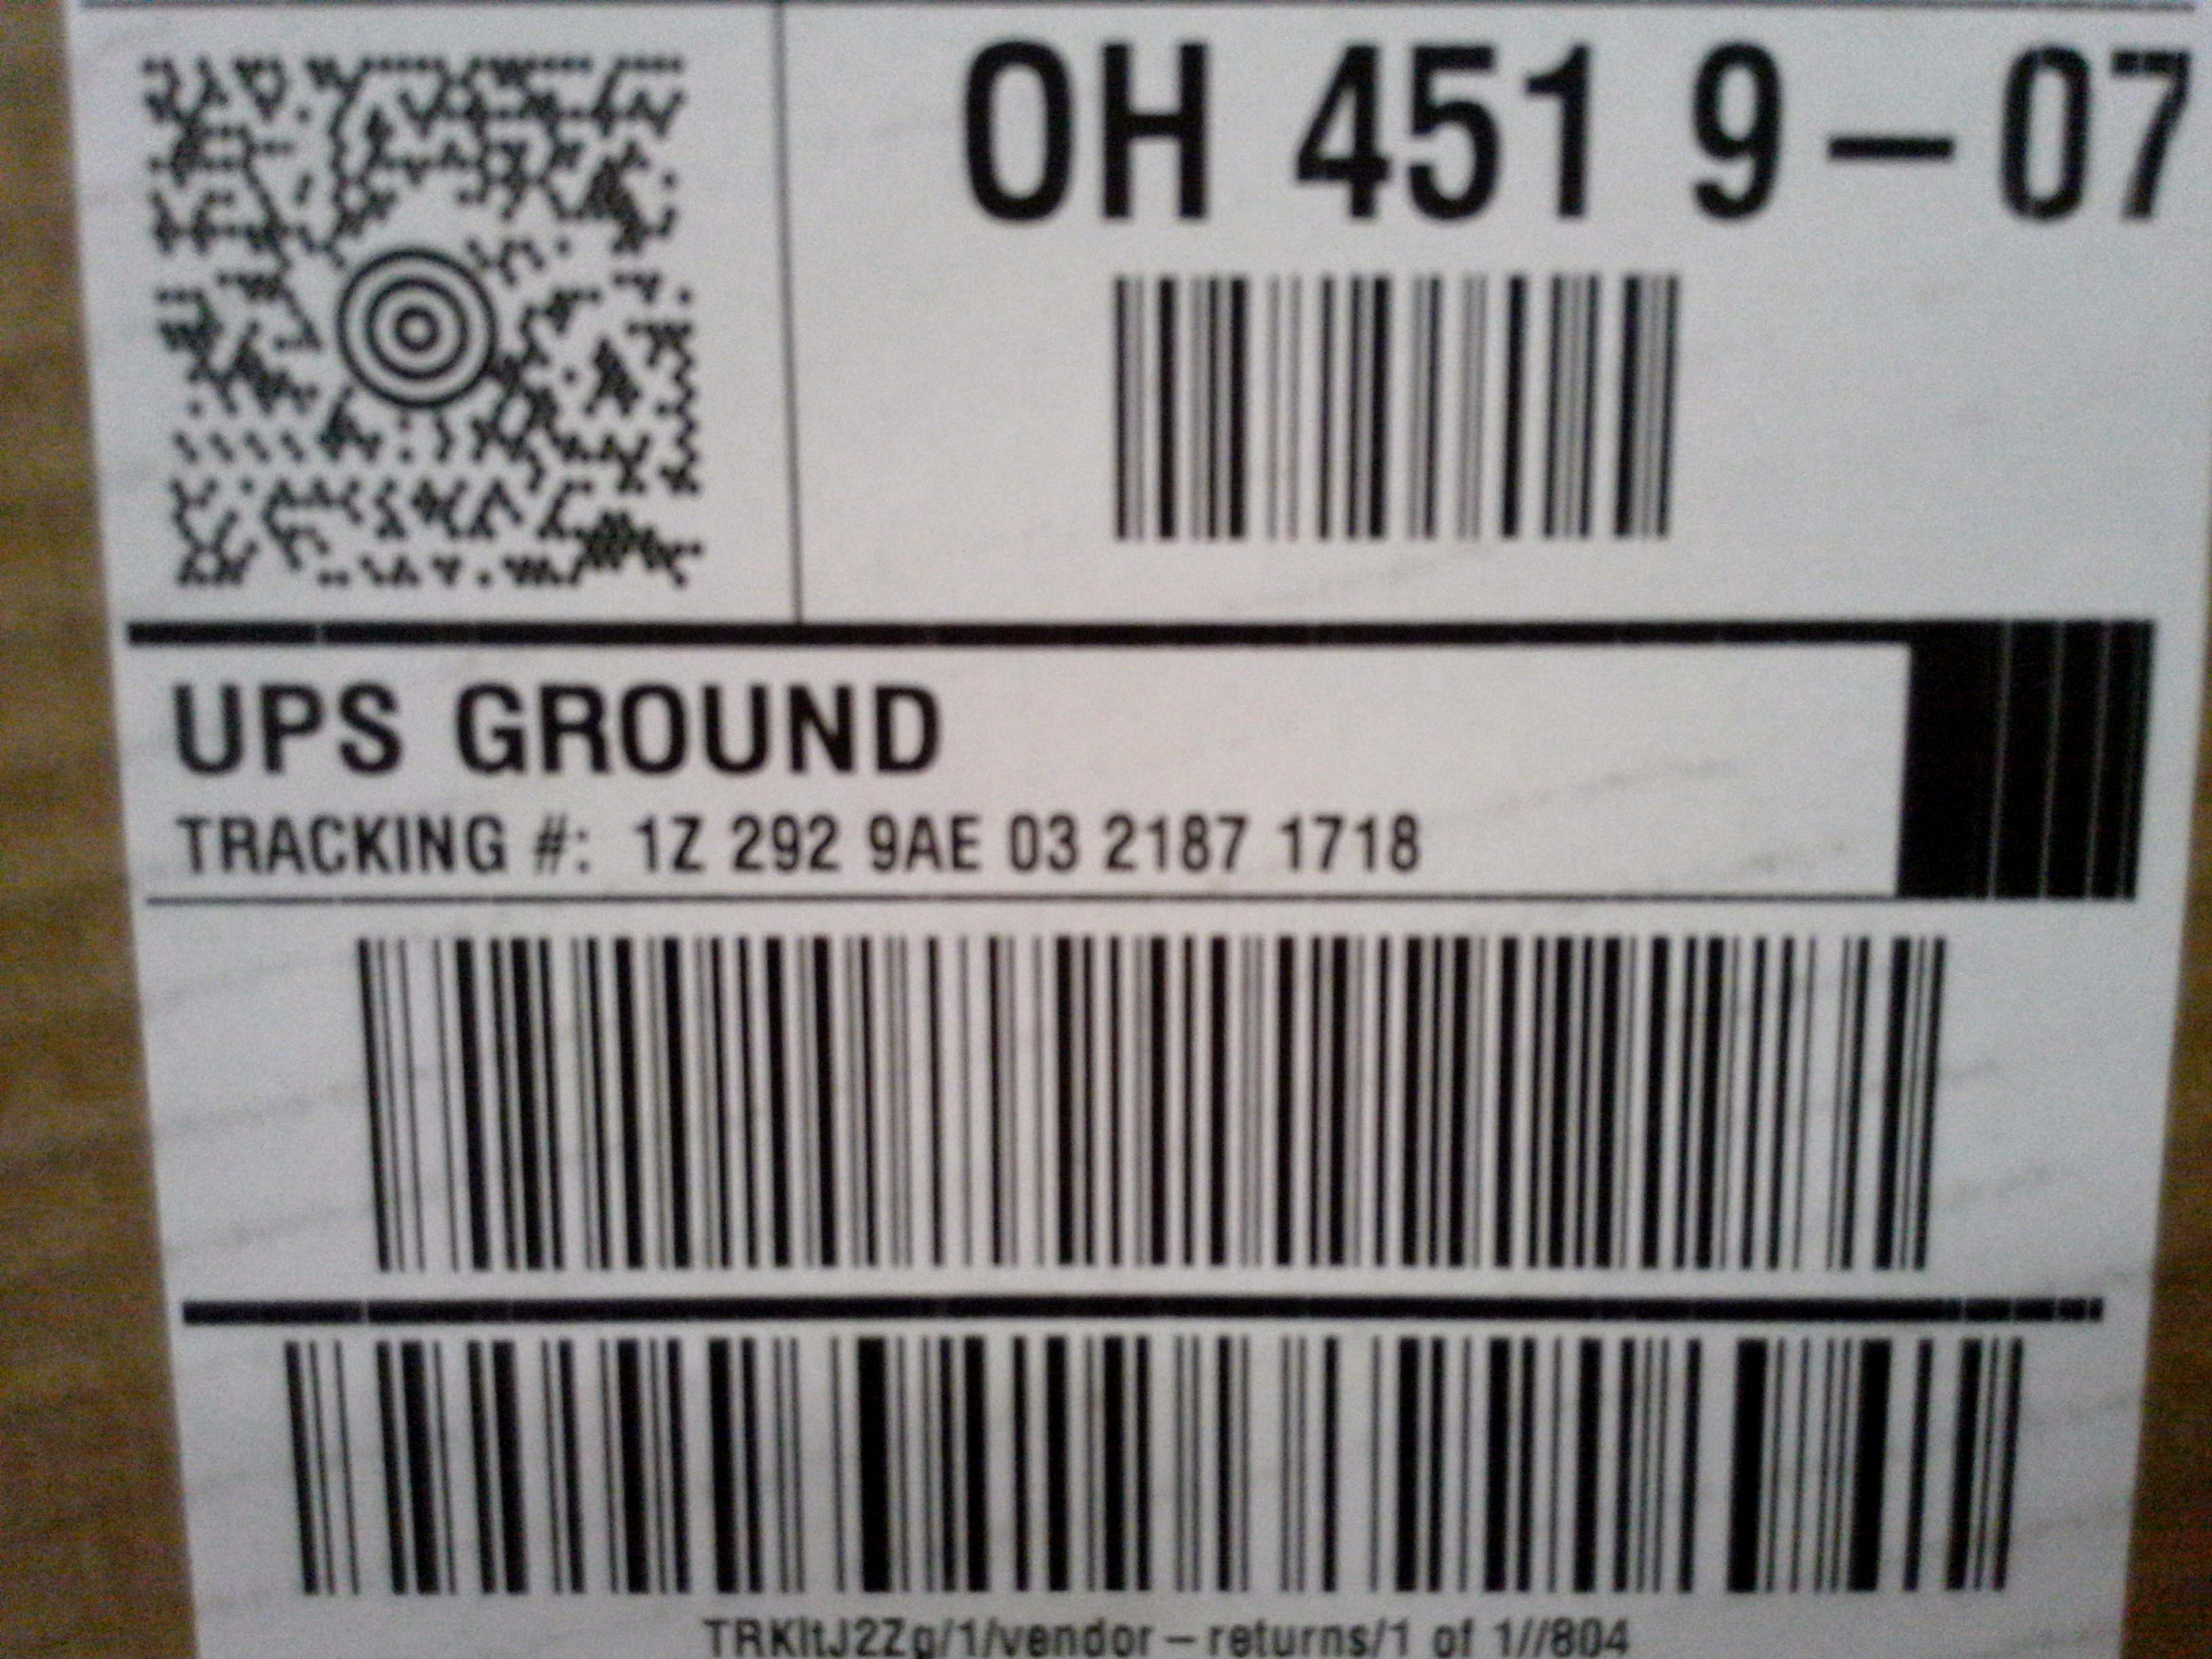 OH 451 9-07
UPS GROUND
TRACKING #: 1Z 292 9AE 03 2187 1718
TRKltJ2Zg/1/vendor-returns/1 of 1//804